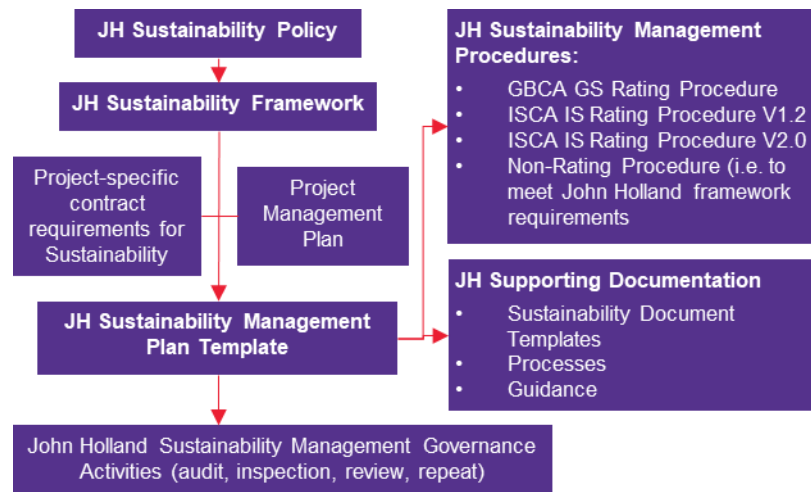 JH Sustainability Policy
JH Sustainability Framework
Project-specific
contract
requirements for
Sustainability
Project
Management
Plan
JH Sustainability Management
Plan Template
John Holland Sustainability Management Governance
Activities (audit, inspection, review, repeat)
JH Sustainability Management
Procedures:
• GBCA GS Rating Procedure
• ISCA IS Rating Procedure V1.2
• ISCA IS Rating Procedure V2.0
• Non-Rating Procedure (i.e. to
meet John Holland framework
requirements
JH Supporting Documentation
• Sustainability Document
Templates
• Processes
• Guidance